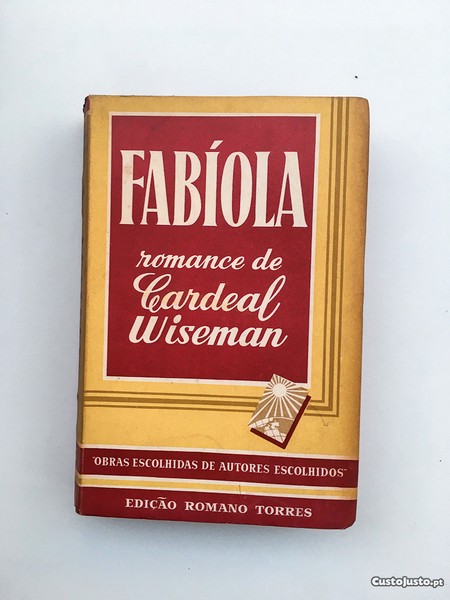 FABÍOLA
romance de
Cardeal
Wiseman
"OBRAS ESCOLHIDAS DE AUTORES ESCOLHIDOS"
EDIÇÃO ROMANO TORRES
CustoJusto.pt